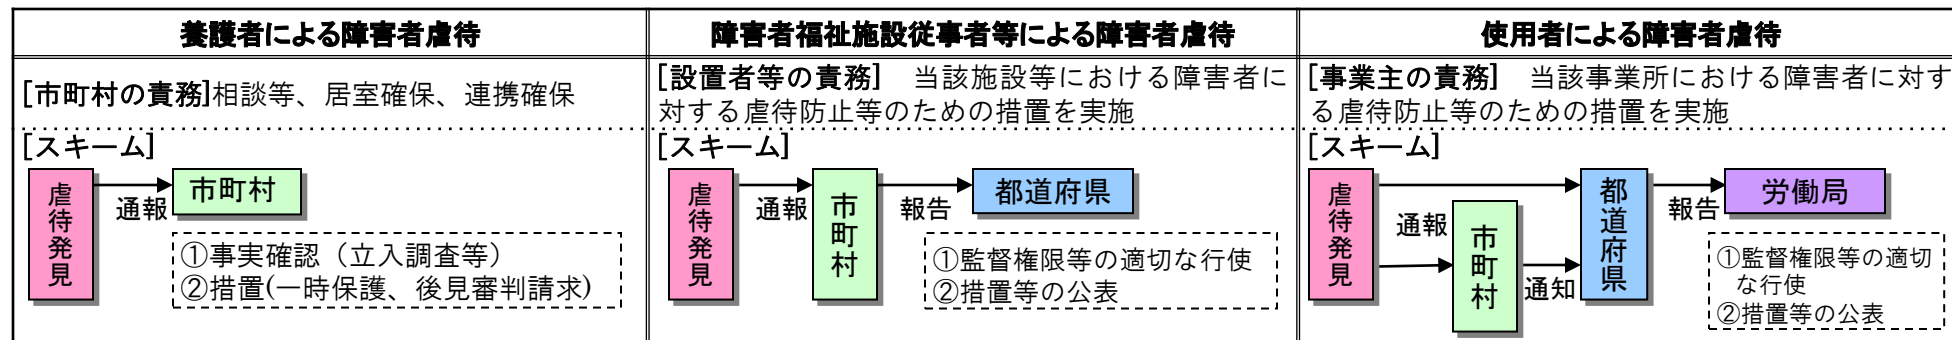 養護者による障害者虐待
[市町村の責務]相談等、居室確保、連携確保
[スキーム]
虐待発見
通報
市町村
①事実確認（立入調査等）
②措置(一時保護、後見審判請求)
障害者福祉施設従事者等による障害者虐待
[設置者等の責務]　当該施設等における障害者に
対する虐待防止等のための措置を実施
[スキーム]
虐待発見
通報
市町村
報告
都道府県
①監督権限等の適切な行使
②措置等の公表
使用者による障害者虐待
[事業主の責務]　当該事業所における障害者に対す
る虐待防止等のための措置を実施
[スキーム]
虐待発見
通報
市町村
通知
都道府県
報告
労働局
①監督権限等の適切
な行使
②措置等の公表